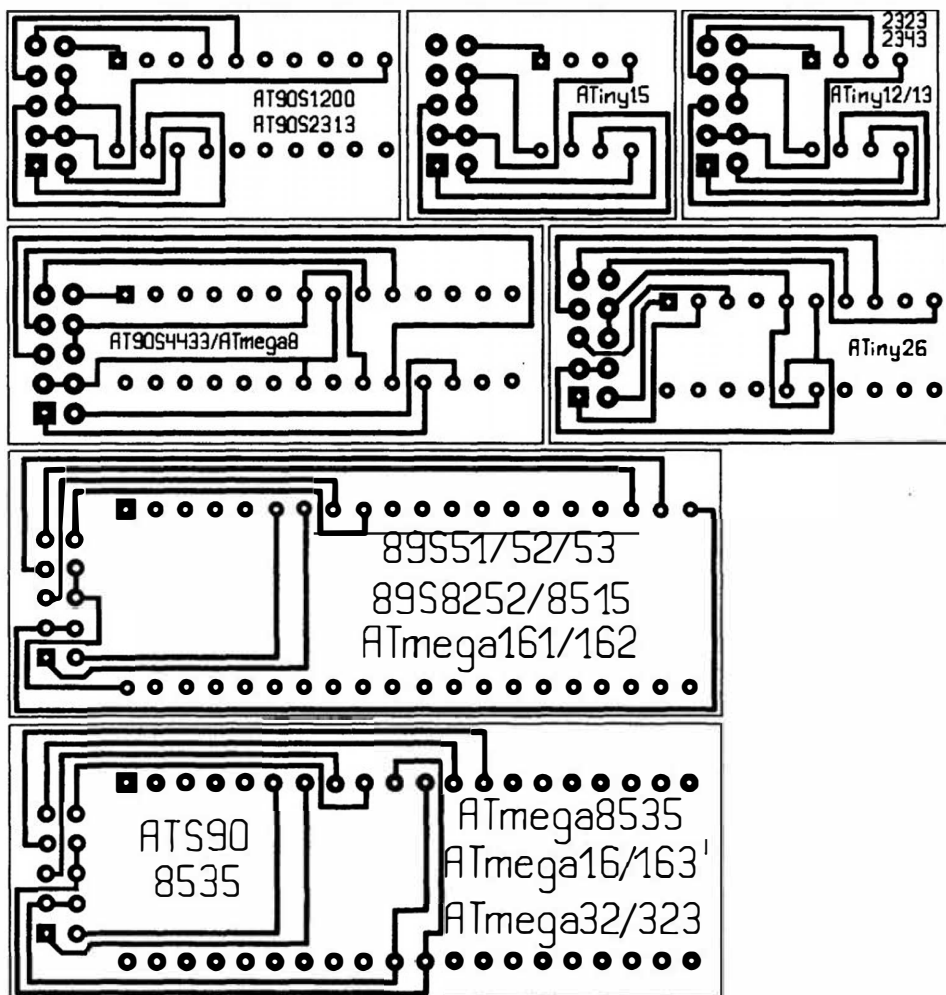 AT90S1200
AT90S2313
ATiny15
2323
2343
ATiny12/13
AT90S4433/ATmega8
ATiny26
89S51/52/53
89S8252/8515
ATmega161/162
ATS90
8535
ATmega8535
ATmega16/163'
ATmega32/323